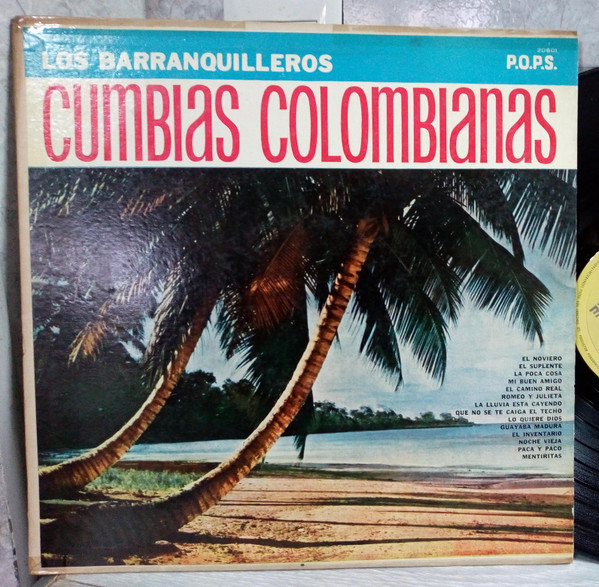 20801
LOS BARRANQUILLEROS P.O.P.S.
CUMBIAS COLOMBIANAS
EL NOVIERO
EL SUPLENTE
LA POCA COSA
MI BUEN AMIGO
EL CAMINO REAL
ROMEO Y JULIETA
LA LLUVIA ESTA CAYENDO
QUE NO SE TE CAIGA EL TECHO
LO QUIERE DIOS
GUAYABA MADURA
EL INVENTARIO
NOCHE VIEJA
PACA Y PACO
MENTIRITAS